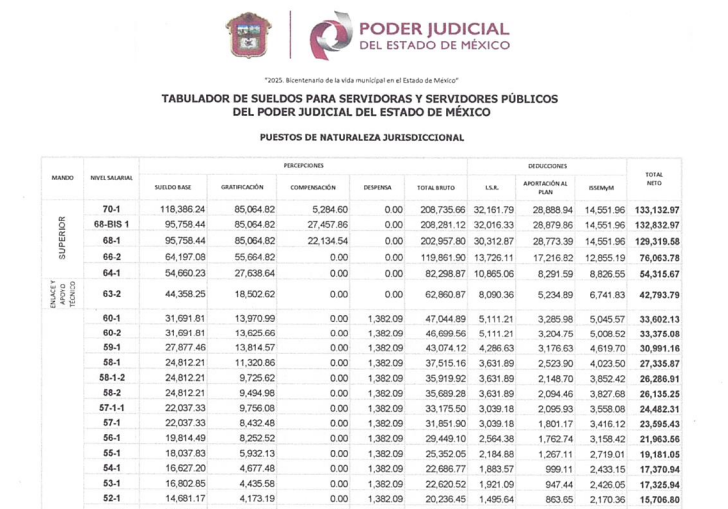 PODER JUDICIAL
DEL ESTADO DE MÉXICO
"2025. Bicentenario de la vida municipal en el Estado de México"
TABULADOR DE SUELDOS PARA SERVIDORAS Y SERVIDORES PÚBLICOS
DEL PODER JUDICIAL DEL ESTADO DE MÉXICO
PUESTOS DE NATURALEZA JURISDICCIONAL
MANDO NIVEL SALARIAL PERCEPCIONES DEDUCCIONES TOTAL NETO
SUELDO BASE GRATIFICACIÓN COMPENSACIÓN DESPENSA TOTAL BRUTO I.S.R. APORTACIÓN AL PLAN ISSEMyM
SUPERIOR
70-1 118,386.24 85,064.82 5,284.60 0.00 208,735.66 32,161.79 28,888.94 14,551.96 133,132.97
68-BIS 1 95,758.44 85,064.82 27,457.86 0.00 208,281.12 32,016.33 28,879.86 14,551.96 132,832.97
68-1 95,758.44 85,064.82 22,134.54 0.00 202,957.80 30,312.87 28,773.39 14,551.96 129,319.58
66-2 64,197.08 55,664.82 0.00 0.00 119,861.90 13,726.11 17,216.82 12,855.19 76,063.78
64-1 54,660.23 27,638.64 0.00 0.00 82,298.87 10,865.06 8,291.59 8,826.55 54,315.67
ENLACE Y APOYO TÉCNICO
63-2 44,358.25 18,502.62 0.00 0.00 62,860.87 8,090.36 5,234.89 6,741.83 42,793.79
60-1 31,691.81 13,970.99 0.00 1,382.09 47,044.89 5,111.21 3,285.98 5,045.57 33,602.13
60-2 31,691.81 13,625.66 0.00 1,382.09 46,699.56 5,111.21 3,204.75 5,008.52 33,375.08
59-1 27,877.46 13,814.57 0.00 1,382.09 43,074.12 4,286.63 3,176.63 4,619.70 30,991.16
58-1 24,812.21 11,320.86 0.00 1,382.09 37,515.16 3,631.89 2,523.90 4,023.50 27,335.87
58-1-2 24,812.21 9,725.62 0.00 1,382.09 35,919.92 3,631.89 2,148.70 3,852.42 26,286.91
58-2 24,812.21 9,494.98 0.00 1,382.09 35,689.28 3,631.89 2,094.46 3,827.68 26,135.25
57-1-1 22,037.33 9,756.08 0.00 1,382.09 33,175.50 3,039.18 2,095.93 3,558.08 24,482.31
57-1 22,037.33 8,432.48 0.00 1,382.09 31,851.90 3,039.18 1,801.17 3,416.12 23,595.43
56-1 19,814.49 8,252.52 0.00 1,382.09 29,449.10 2,564.38 1,762.74 3,158.42 21,963.56
55-1 18,037.83 5,932.13 0.00 1,382.09 25,352.05 2,184.88 1,267.11 2,719.01 19,181.05
54-1 16,627.20 4,677.48 0.00 1,382.09 22,686.77 1,883.57 999.11 2,433.15 17,370.94
53-1 16,802.85 4,435.58 0.00 1,382.09 22,620.52 1,921.09 947.44 2,426.05 17,325.94
52-1 14,681.17 4,173.19 0.00 1,382.09 20,236.45 1,495.64 863.65 2,170.36 15,706.80